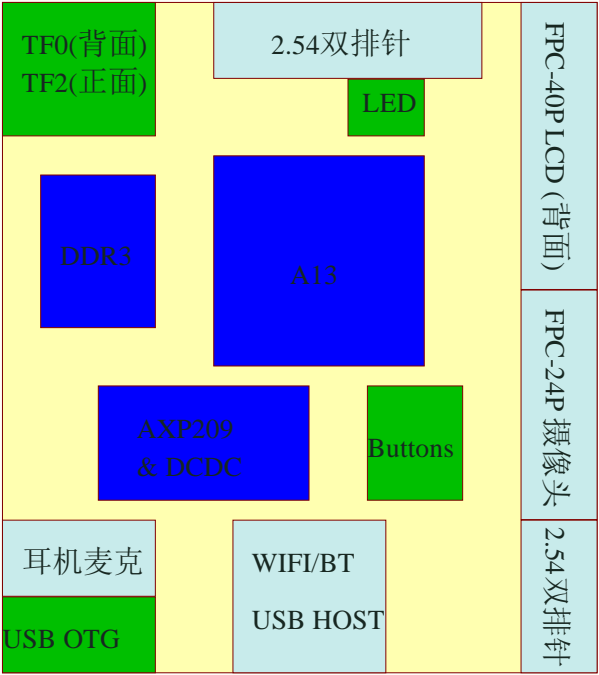 TF0(背面)
TF2(正面)
2.54双排针
LED
FPC-40P LCD (背面)
DDR3
A13
FPC-24P 摄像头
AXP209
& DCDC
Buttons
耳机麦克
WIFI/BT
USB HOST
2.54双排针
USB OTG